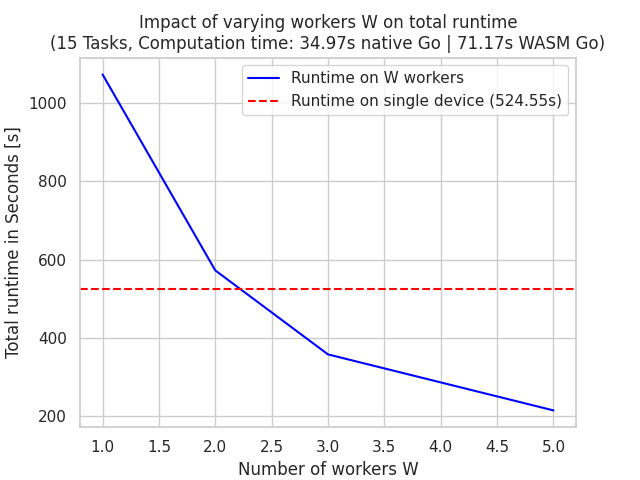 Impact of varying workers W on total runtime
(15 Tasks, Computation time: 34.97s native Go | 71.17s WASM Go)
Runtime on W workers
Runtime on single device (524.55s)
Total runtime in Seconds [s]
1000
800
600
400
200
1.0 1.5 2.0 2.5 3.0 3.5 4.0 4.5 5.0
Number of workers W